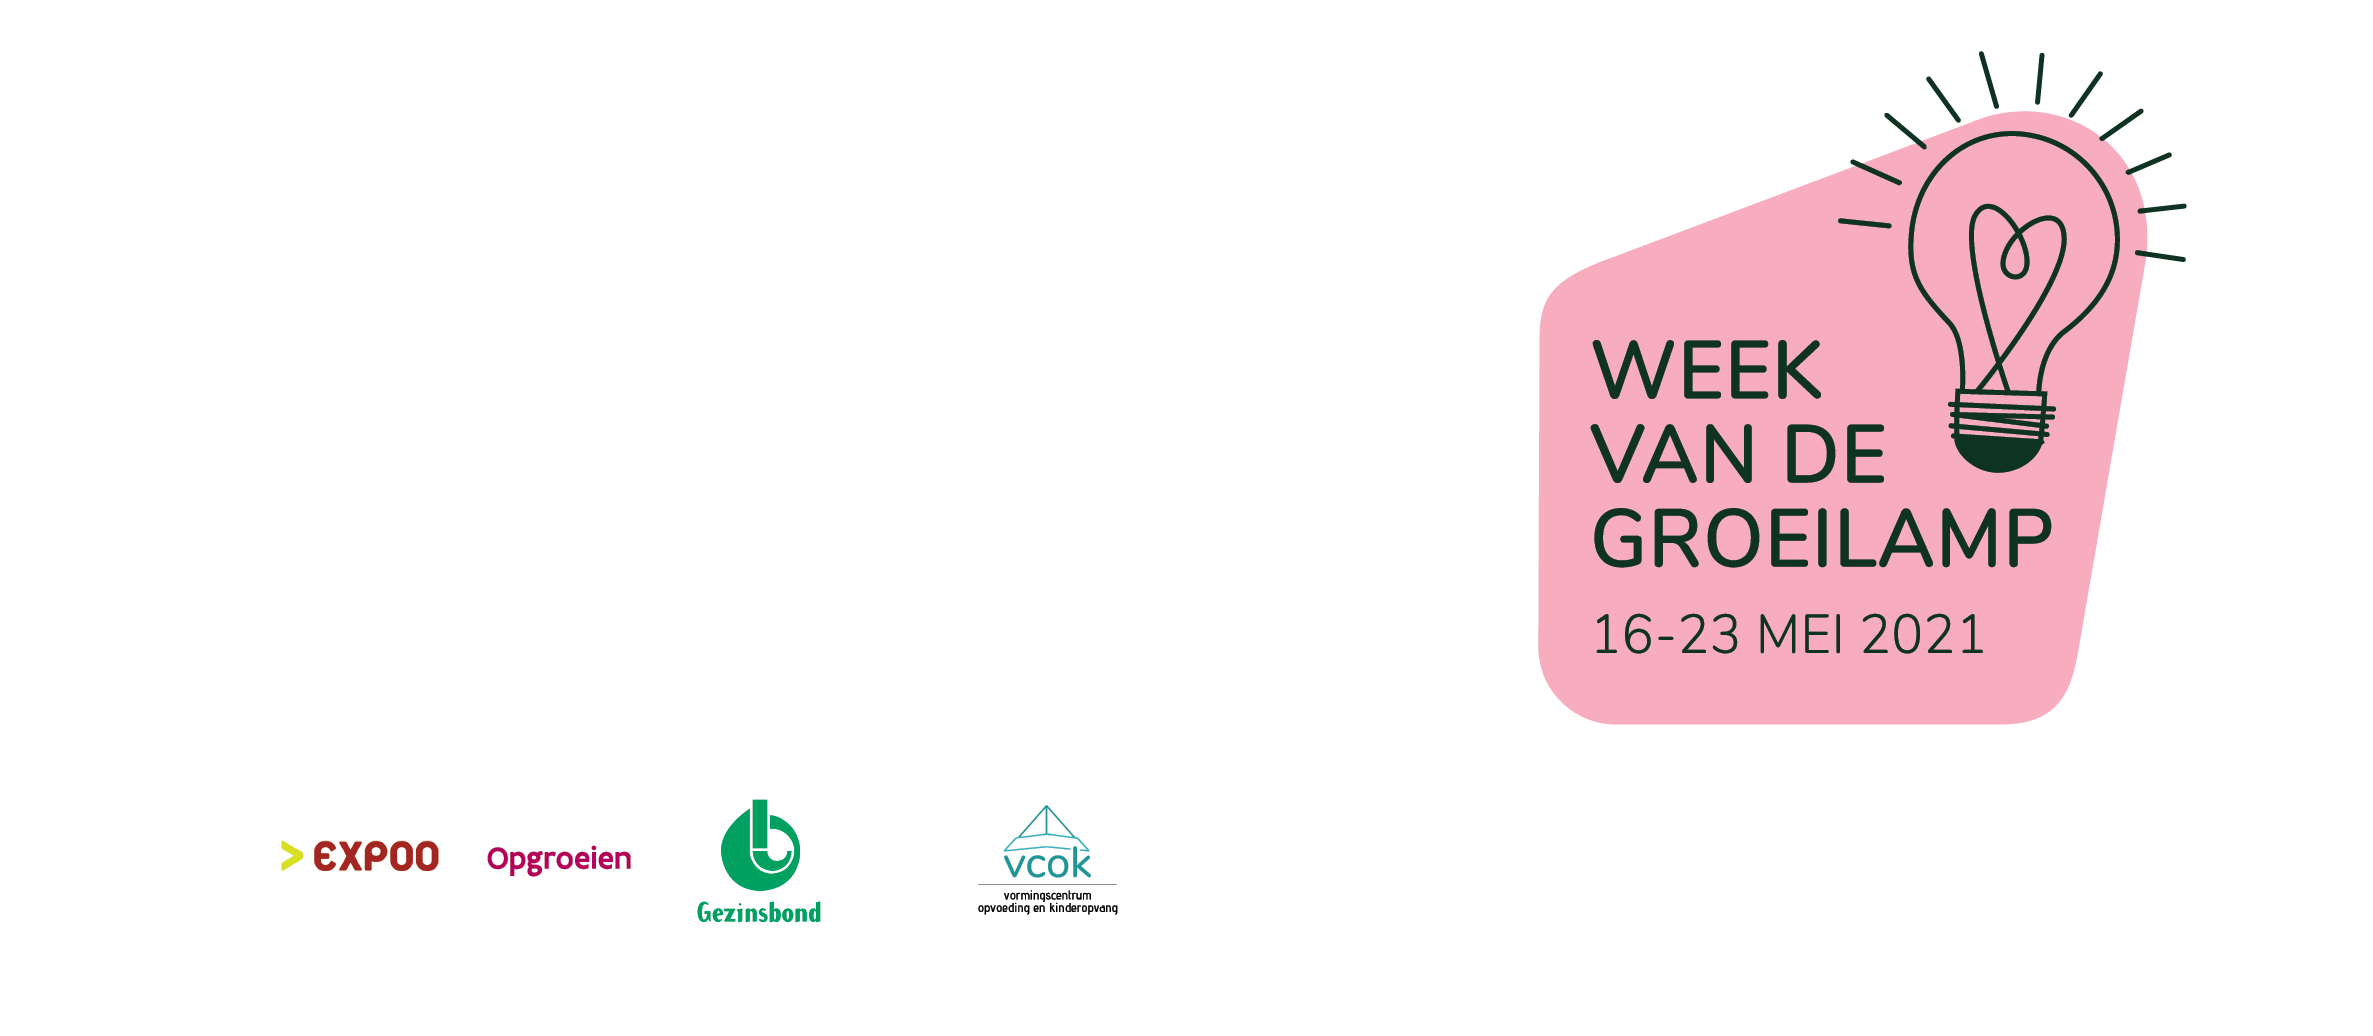 WEEK
VAN DE
GROEILAMP
16-23 MEI 2021
> EXPOO
Opgroeien
Gezinsbond
vcok
vormingscentrum
opvoeding en kinderopvang